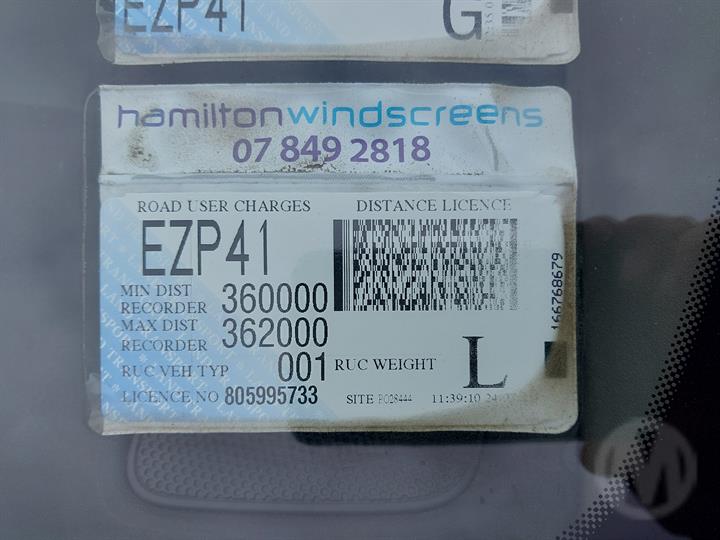 EZP41 G
hamiltonwindscreens
07 849 2818
ROAD USER CHARGES DISTANCE LICENCE
EZP41
MIN DIST
RECORDER 360000
MAX DIST
RECORDER 362000
RUC VEH TYP 001 RUC WEIGHT L
LICENCE NO 805995733 SITE PO28444 11:39:10
166768679